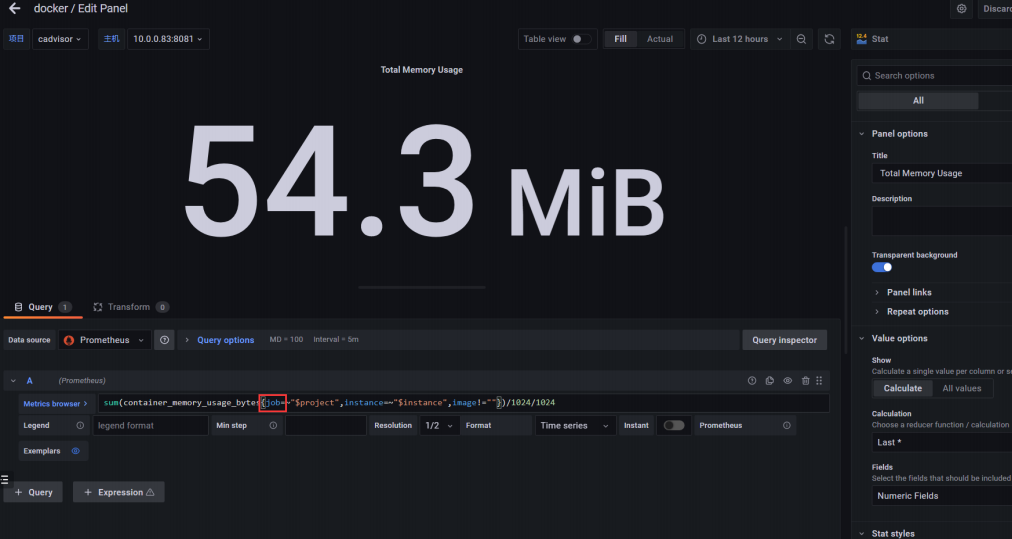 docker / Edit Panel
Discard
项目 cadvisor 主机 10.0.0.83:8081
Table view Fill Actual Last 12 hours
Stat
Total Memory Usage
54.3 MiB
Search options
All
Panel options
Title
Total Memory Usage
Description
Transparent background
Panel links
Repeat options
Query 1 Transform 0
Data source Prometheus Query options MD = 100 Interval = 5m Query inspector
Value options
Show
Calculate a single value per column or se
Calculate All values
A (Prometheus)
Metrics browser sum(container_memory_usage_bytes{job=~"$project",instance=~"$instance",image!=""})/1024/1024
Legend legend format Min step Resolution 1/2 Format Time series Instant Prometheus
Exemplars
+ Query + Expression
Calculation
Choose a reducer function / calculation
Last *
Fields
Select the fields that should be included
Numeric Fields
Stat styles